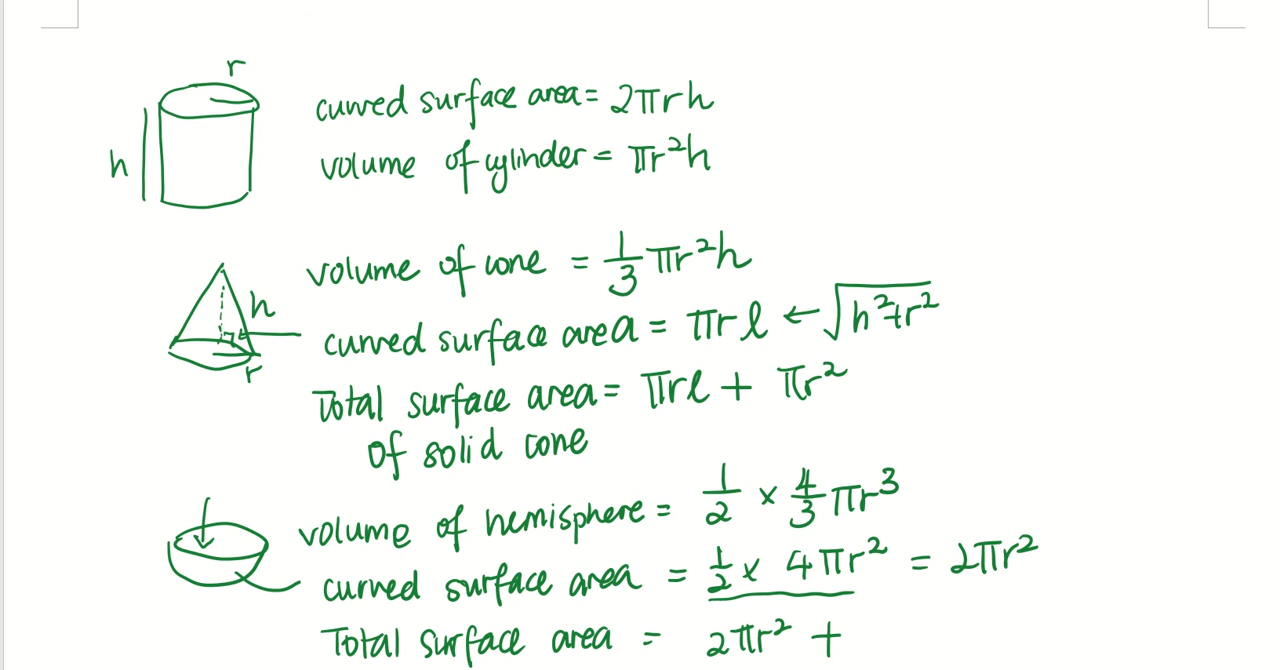 r
curved surface area = 2πrh
h
volume of cylinder = πr²h
volume of cone = 1/3 πr²h
h
curved surface area = πrl ← √(h²+r²)
r
Total surface area = πrl + πr²
of solid cone
volume of hemisphere = 1/2 × 4/3 πr³
curved surface area = 1/2 × 4πr² = 2πr²
Total surface area = 2πr² +